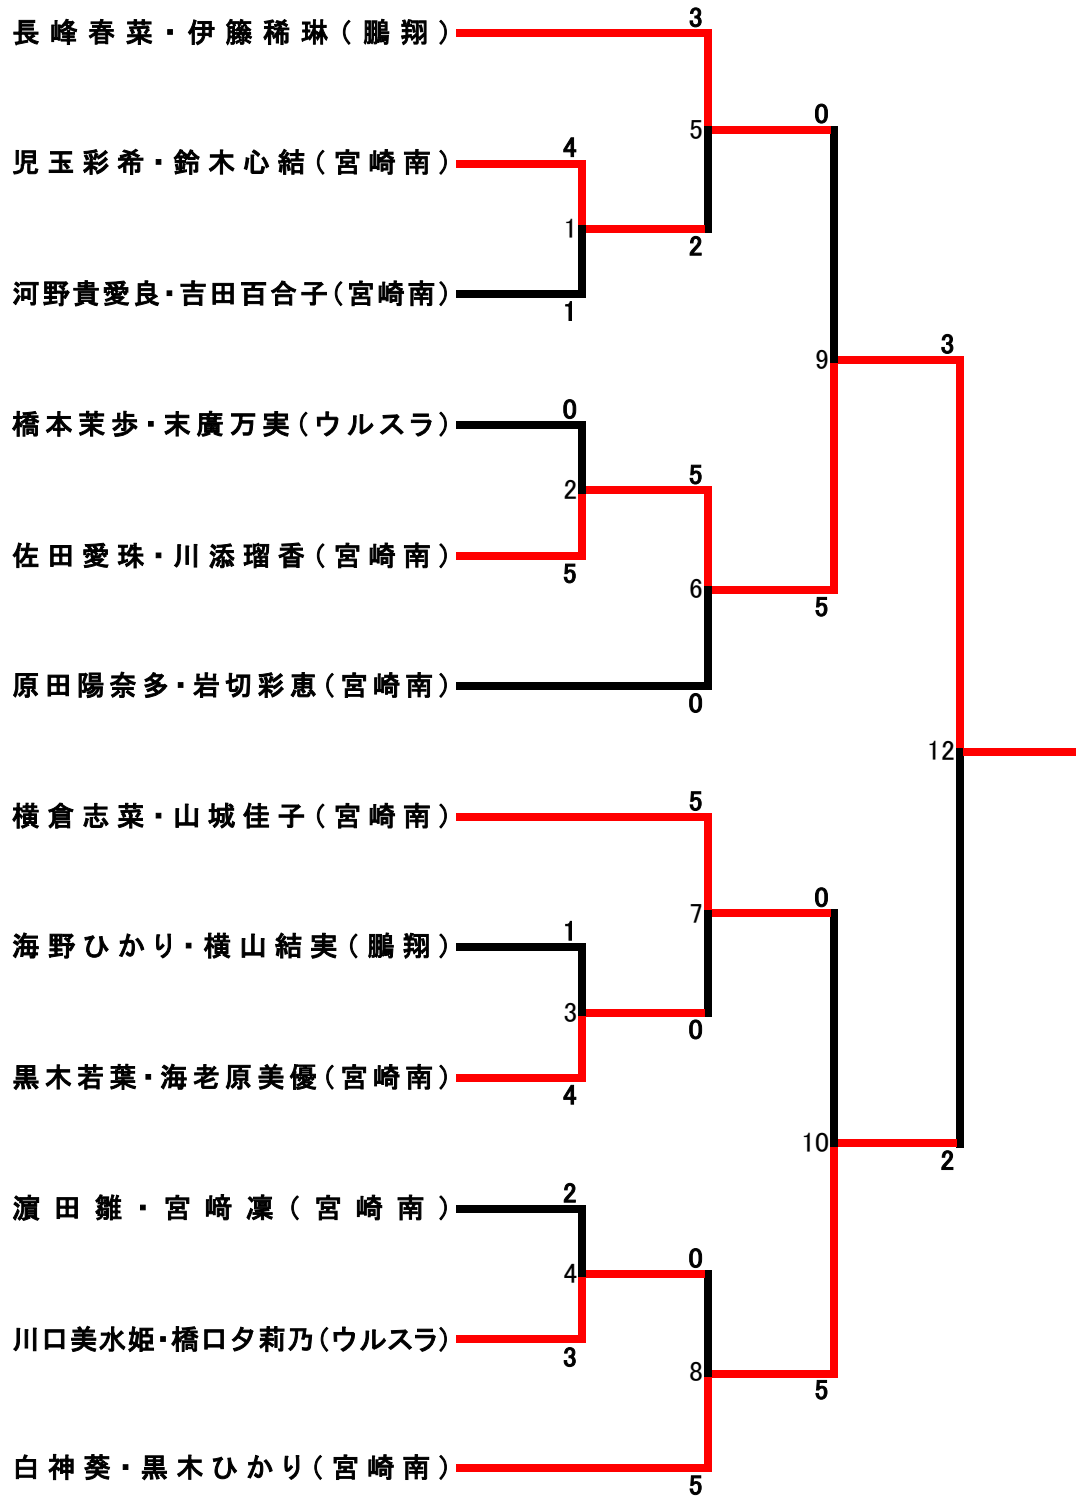 3
長峰春菜・伊籐稀琳(鵬翔)
0
5
4
児玉彩希・鈴木心結(宮崎南)
1
2
河野貴愛良・吉田百合子(宮崎南)
1
3
9
0
橋本茉歩・末廣万実(ウルスラ)
5
2
佐田愛珠・川添瑠香(宮崎南)
5
6
5
原田陽奈多・岩切彩恵(宮崎南)
0
12
5
横倉志菜・山城佳子(宮崎南)
0
7
1
海野ひかり・横山結実(鵬翔)
3
0
黒木若葉・海老原美優(宮崎南)
4
10
2
2
濵田雛・宮﨑凜(宮崎南)
0
4
川口美水姫・橋口夕莉乃(ウルスラ)
3
8
5
白神葵・黒木ひかり(宮崎南)
5